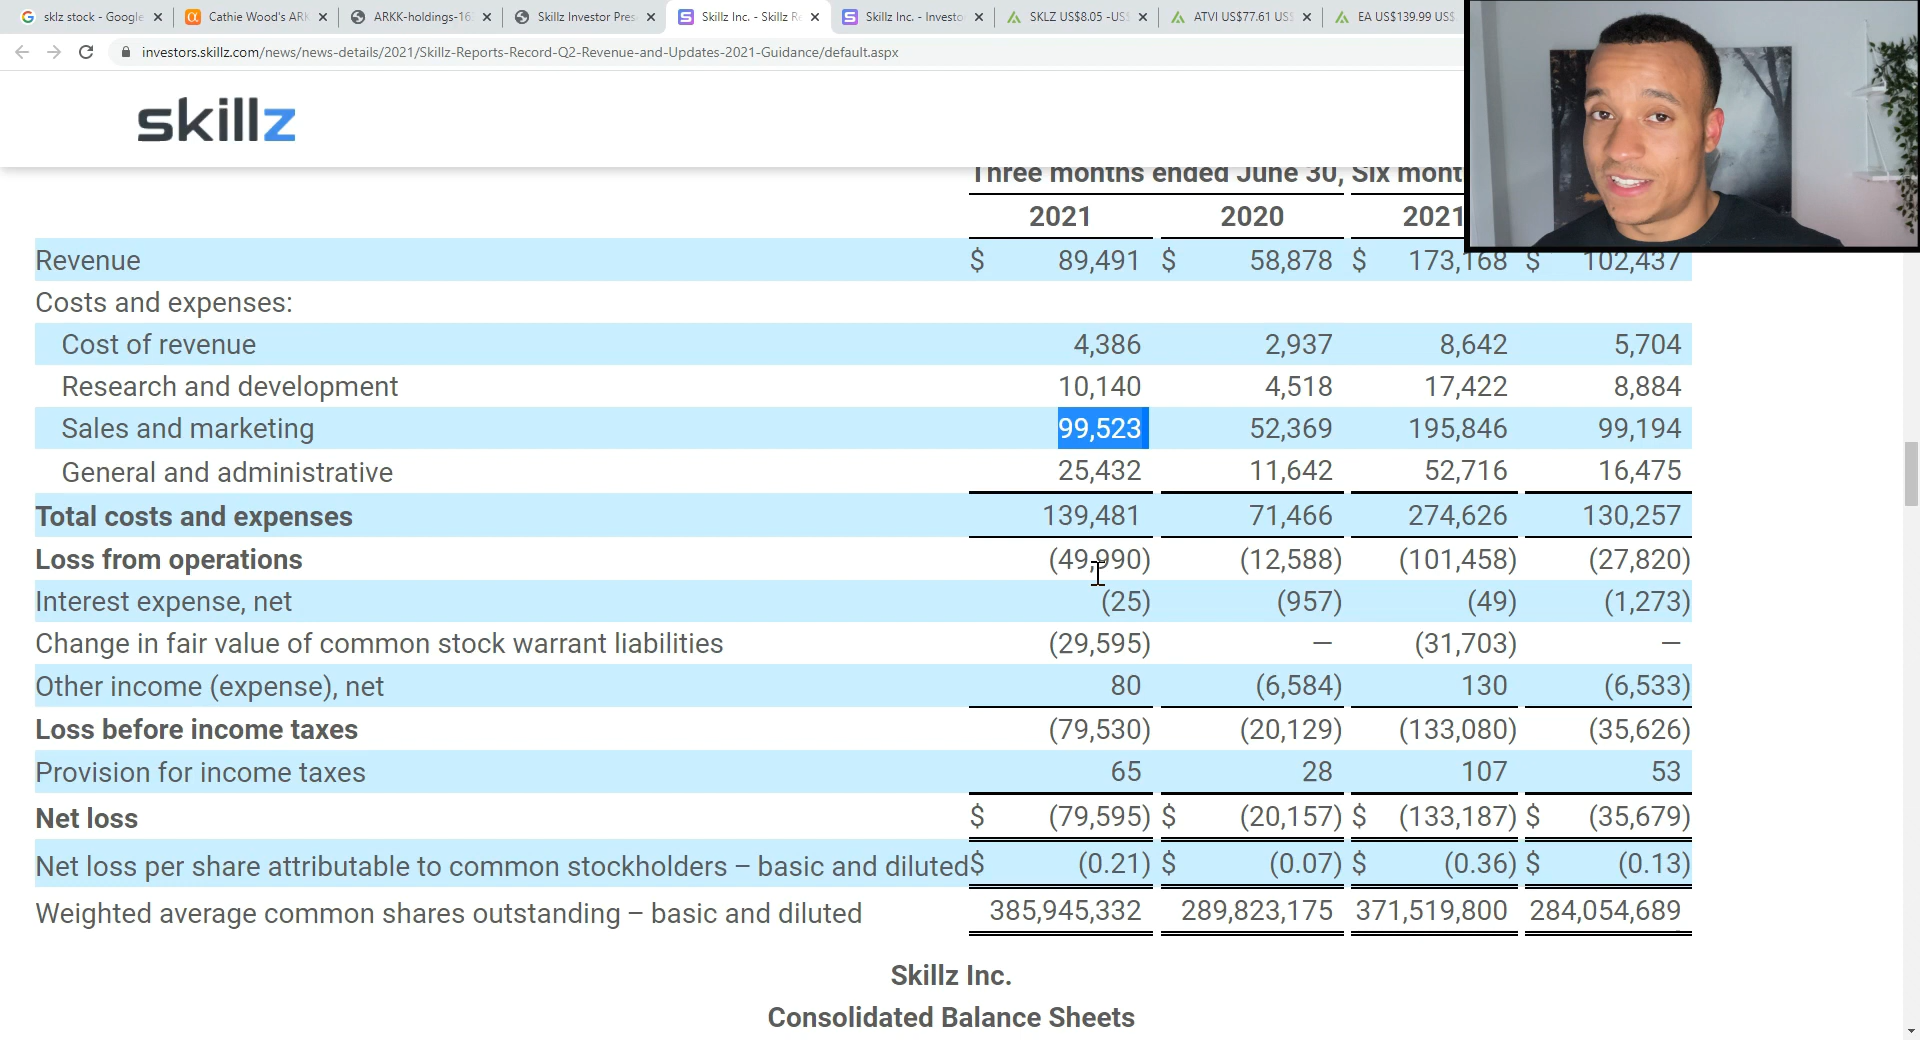 sklz stock - Google
Cathie Wood's ARK
ARKK-holdings-16
Skillz Investor Pres
Skillz Inc. - Skillz Re
Skillz Inc. - Investo
SKLZ US$8.05 -US
ATVI US$77.61 US$
EA US$139.99 US$
investors.skillz.com/news/news-details/2021/Skillz-Reports-Record-Q2-Revenue-and-Updates-2021-Guidance/default.aspx
skillz
Three months ended June 30, Six mont
2021 2020 2021
Revenue $ 89,491 $ 58,878 $ 173,168 $ 102,437
Costs and expenses:
Cost of revenue 4,386 2,937 8,642 5,704
Research and development 10,140 4,518 17,422 8,884
Sales and marketing 99,523 52,369 195,846 99,194
General and administrative 25,432 11,642 52,716 16,475
Total costs and expenses 139,481 71,466 274,626 130,257
Loss from operations (49,990) (12,588) (101,458) (27,820)
Interest expense, net (25) (957) (49) (1,273)
Change in fair value of common stock warrant liabilities (29,595) — (31,703) —
Other income (expense), net 80 (6,584) 130 (6,533)
Loss before income taxes (79,530) (20,129) (133,080) (35,626)
Provision for income taxes 65 28 107 53
Net loss $ (79,595) $ (20,157) $ (133,187) $ (35,679)
Net loss per share attributable to common stockholders – basic and diluted $ (0.21) $ (0.07) $ (0.36) $ (0.13)
Weighted average common shares outstanding – basic and diluted 385,945,332 289,823,175 371,519,800 284,054,689
Skillz Inc.
Consolidated Balance Sheets